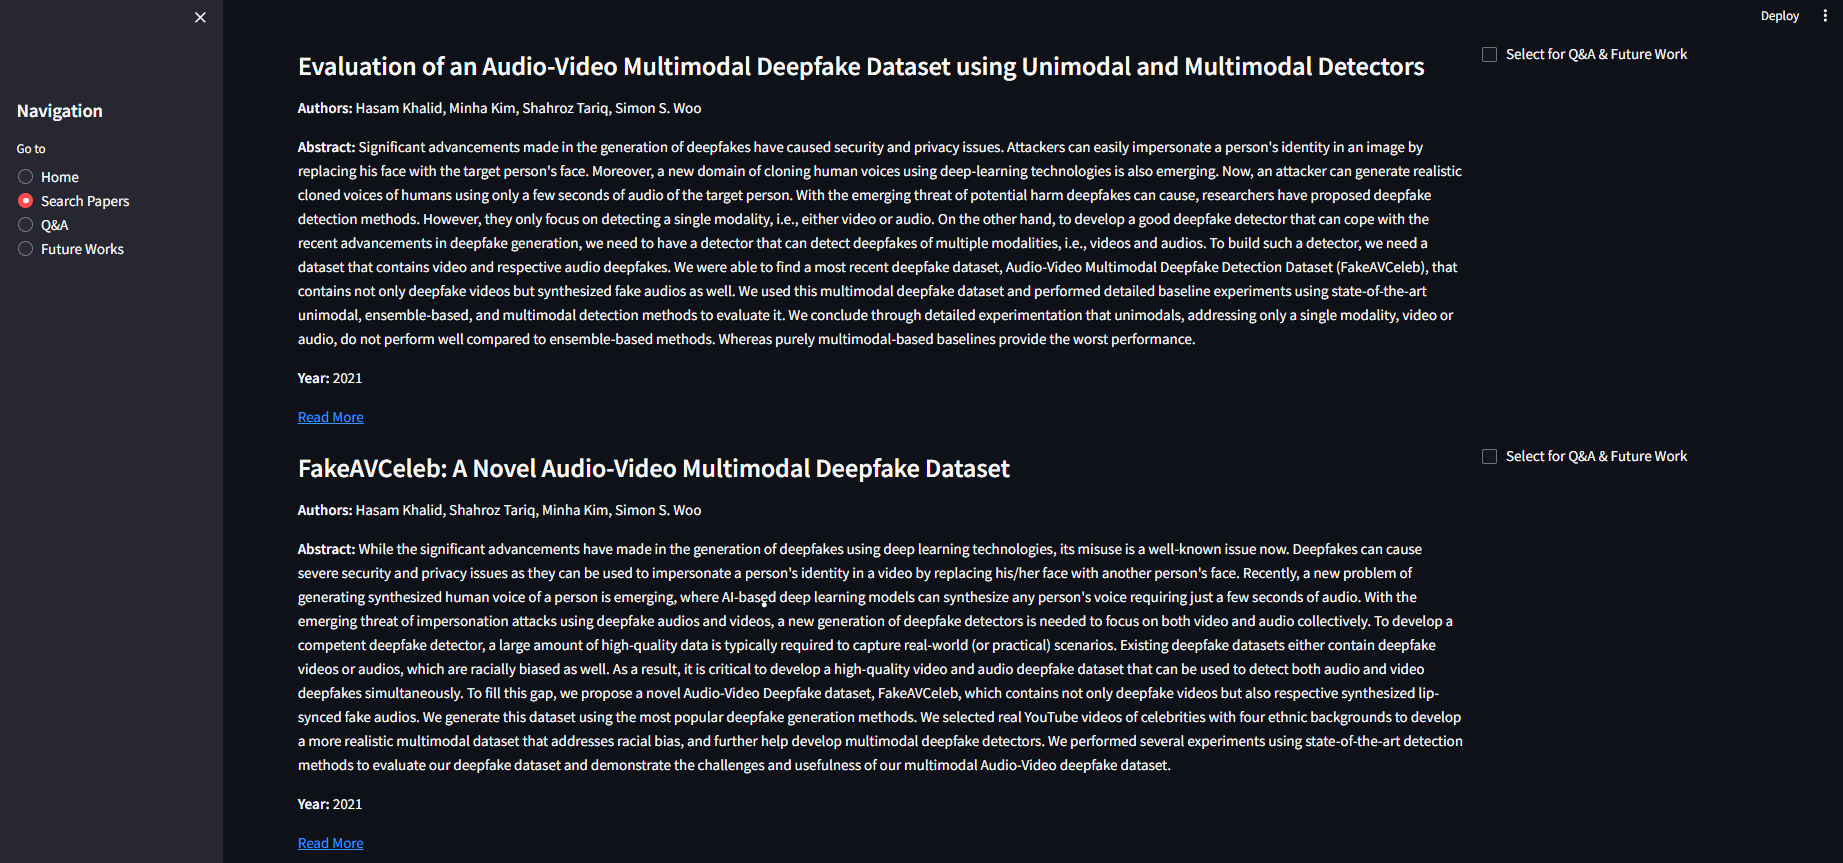 Deploy
Navigation
Go to
Home
Search Papers
Q&A
Future Works
Evaluation of an Audio-Video Multimodal Deepfake Dataset using Unimodal and Multimodal Detectors
Select for Q&A & Future Work
Authors: Hasam Khalid, Minha Kim, Shahroz Tariq, Simon S. Woo
Abstract: Significant advancements made in the generation of deepfakes have caused security and privacy issues. Attackers can easily impersonate a person's identity in an image by
replacing his face with the target person's face. Moreover, a new domain of cloning human voices using deep-learning technologies is also emerging. Now, an attacker can generate realistic
cloned voices of humans using only a few seconds of audio of the target person. With the emerging threat of potential harm deepfakes can cause, researchers have proposed deepfake
detection methods. However, they only focus on detecting a single modality, i.e., either video or audio. On the other hand, to develop a good deepfake detector that can cope with the
recent advancements in deepfake generation, we need to have a detector that can detect deepfakes of multiple modalities, i.e., videos and audios. To build such a detector, we need a
dataset that contains video and respective audio deepfakes. We were able to find a most recent deepfake dataset, Audio-Video Multimodal Deepfake Detection Dataset (FakeAVCeleb), that
contains not only deepfake videos but synthesized fake audios as well. We used this multimodal deepfake dataset and performed detailed baseline experiments using state-of-the-art
unimodal, ensemble-based, and multimodal detection methods to evaluate it. We conclude through detailed experimentation that unimodals, addressing only a single modality, video or
audio, do not perform well compared to ensemble-based methods. Whereas purely multimodal-based baselines provide the worst performance.
Year: 2021
Read More
FakeAVCeleb: A Novel Audio-Video Multimodal Deepfake Dataset
Select for Q&A & Future Work
Authors: Hasam Khalid, Shahroz Tariq, Minha Kim, Simon S. Woo
Abstract: While the significant advancements have made in the generation of deepfakes using deep learning technologies, its misuse is a well-known issue now. Deepfakes can cause
severe security and privacy issues as they can be used to impersonate a person's identity in a video by replacing his/her face with another person's face. Recently, a new problem of
generating synthesized human voice of a person is emerging, where AI-based deep learning models can synthesize any person's voice requiring just a few seconds of audio. With the
emerging threat of impersonation attacks using deepfake audios and videos, a new generation of deepfake detectors is needed to focus on both video and audio collectively. To develop a
competent deepfake detector, a large amount of high-quality data is typically required to capture real-world (or practical) scenarios. Existing deepfake datasets either contain deepfake
videos or audios, which are racially biased as well. As a result, it is critical to develop a high-quality video and audio deepfake dataset that can be used to detect both audio and video
deepfakes simultaneously. To fill this gap, we propose a novel Audio-Video Deepfake dataset, FakeAVCeleb, which contains not only deepfake videos but also respective synthesized lip-
synced fake audios. We generate this dataset using the most popular deepfake generation methods. We selected real YouTube videos of celebrities with four ethnic backgrounds to develop
a more realistic multimodal dataset that addresses racial bias, and further help develop multimodal deepfake detectors. We performed several experiments using state-of-the-art detection
methods to evaluate our deepfake dataset and demonstrate the challenges and usefulness of our multimodal Audio-Video deepfake dataset.
Year: 2021
Read More